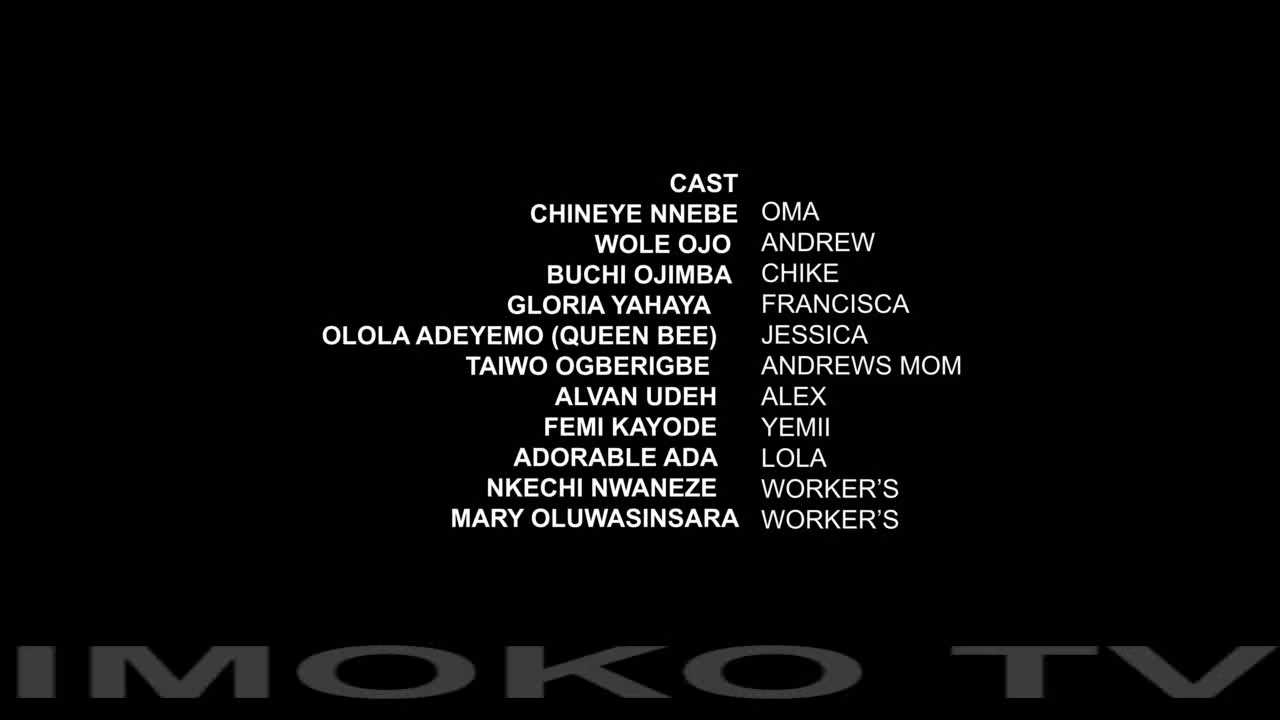 CAST
CHINEYE NNEBE OMA
WOLE OJO ANDREW
BUCHI OJIMBA CHIKE
GLORIA YAHAYA FRANCISCA
OLOLA ADEYEMO (QUEEN BEE) JESSICA
TAIWO OGBERIGBE ANDREWS MOM
ALVAN UDEH ALEX
FEMI KAYODE YEMII
ADORABLE ADA LOLA
NKECHI NWANEZE WORKER’S
MARY OLUWASINSARA WORKER’S
IMOKO TV